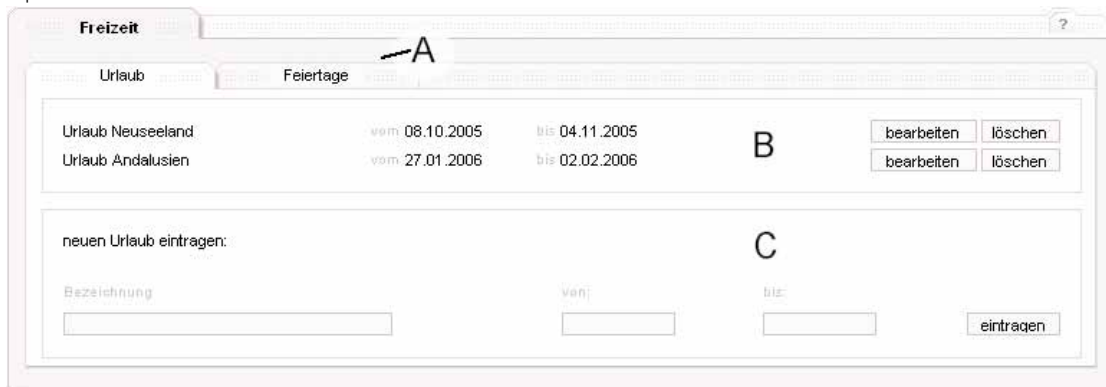 Freizeit ?
A
Urlaub Feiertage
Urlaub Neuseeland vom 08.10.2005 bis 04.11.2005 B bearbeiten löschen
Urlaub Andalusien vom 27.01.2006 bis 02.02.2006 bearbeiten löschen
neuen Urlaub eintragen: C
Bezeichnung von: bis:
eintragen